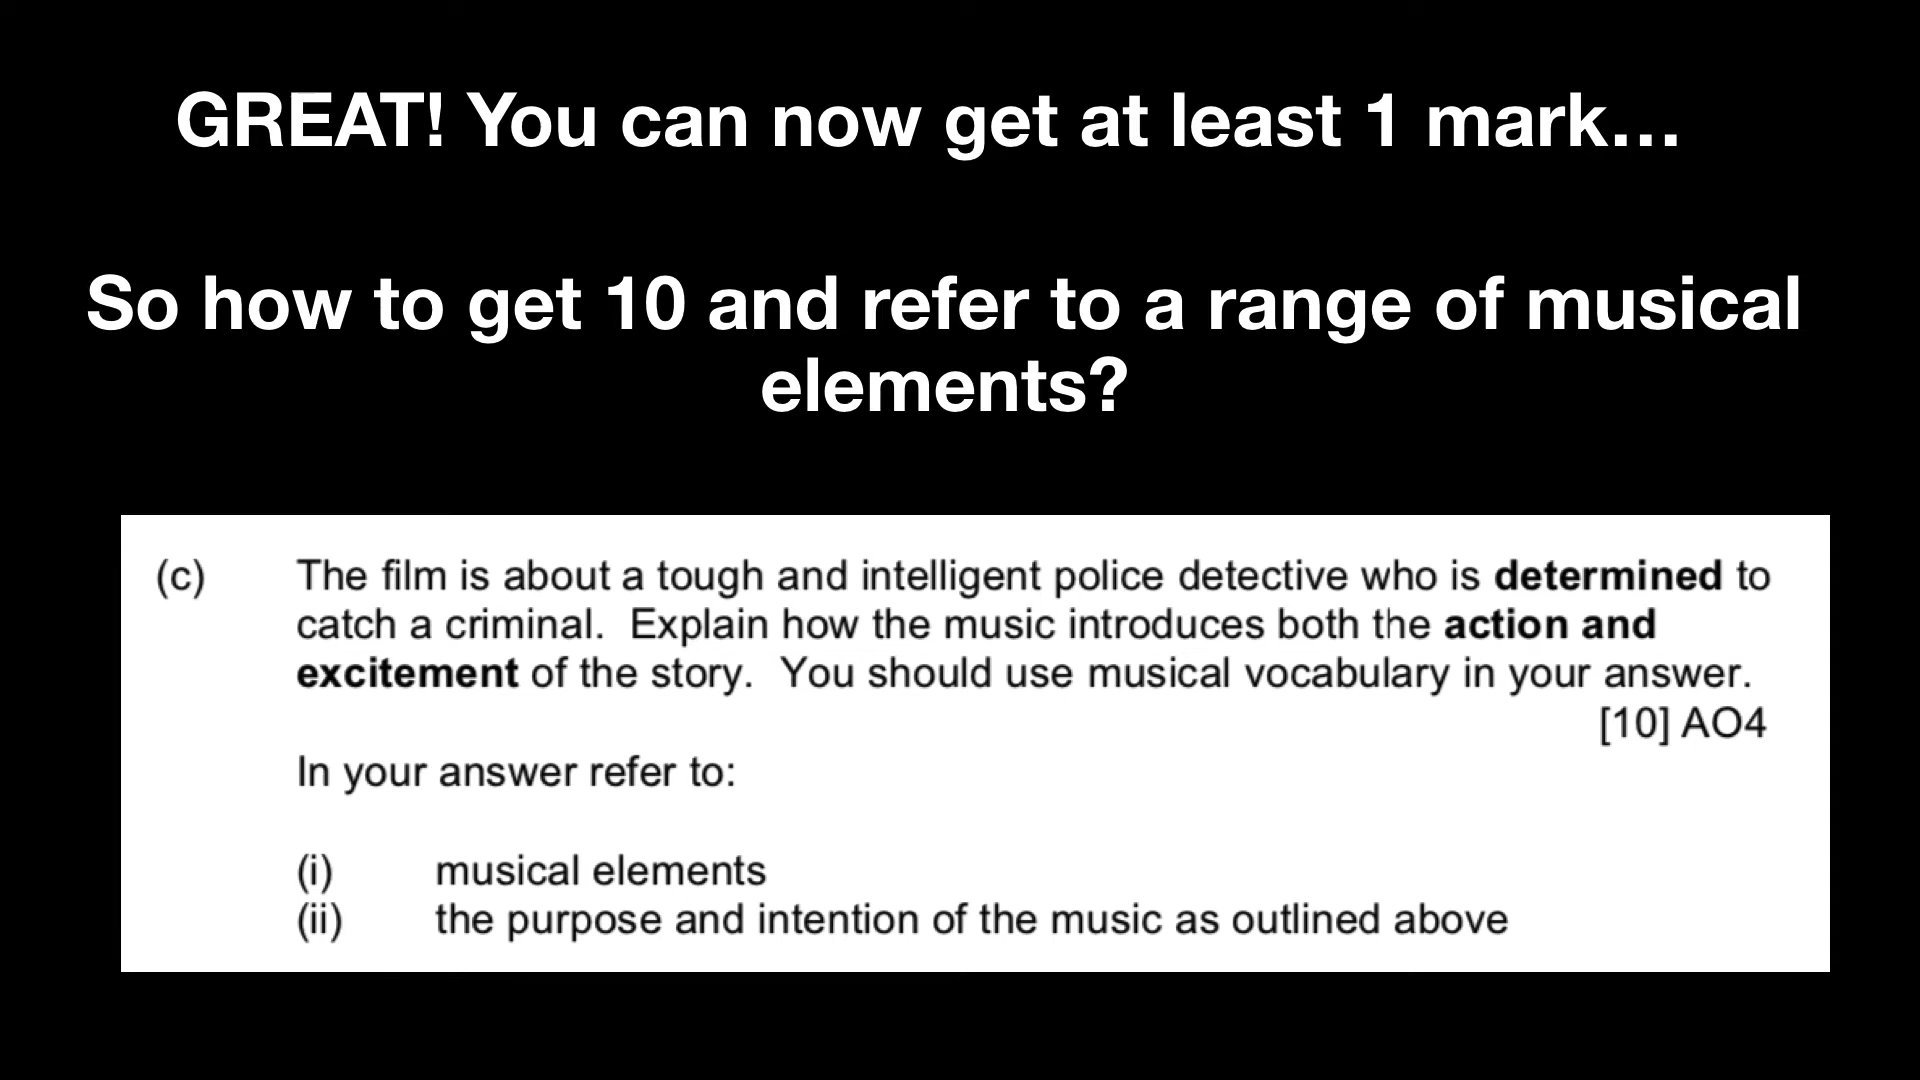 GREAT! You can now get at least 1 mark…
So how to get 10 and refer to a range of musical
elements?
(c) The film is about a tough and intelligent police detective who is determined to
catch a criminal. Explain how the music introduces both the action and
excitement of the story. You should use musical vocabulary in your answer.
[10] AO4
In your answer refer to:
(i) musical elements
(ii) the purpose and intention of the music as outlined above